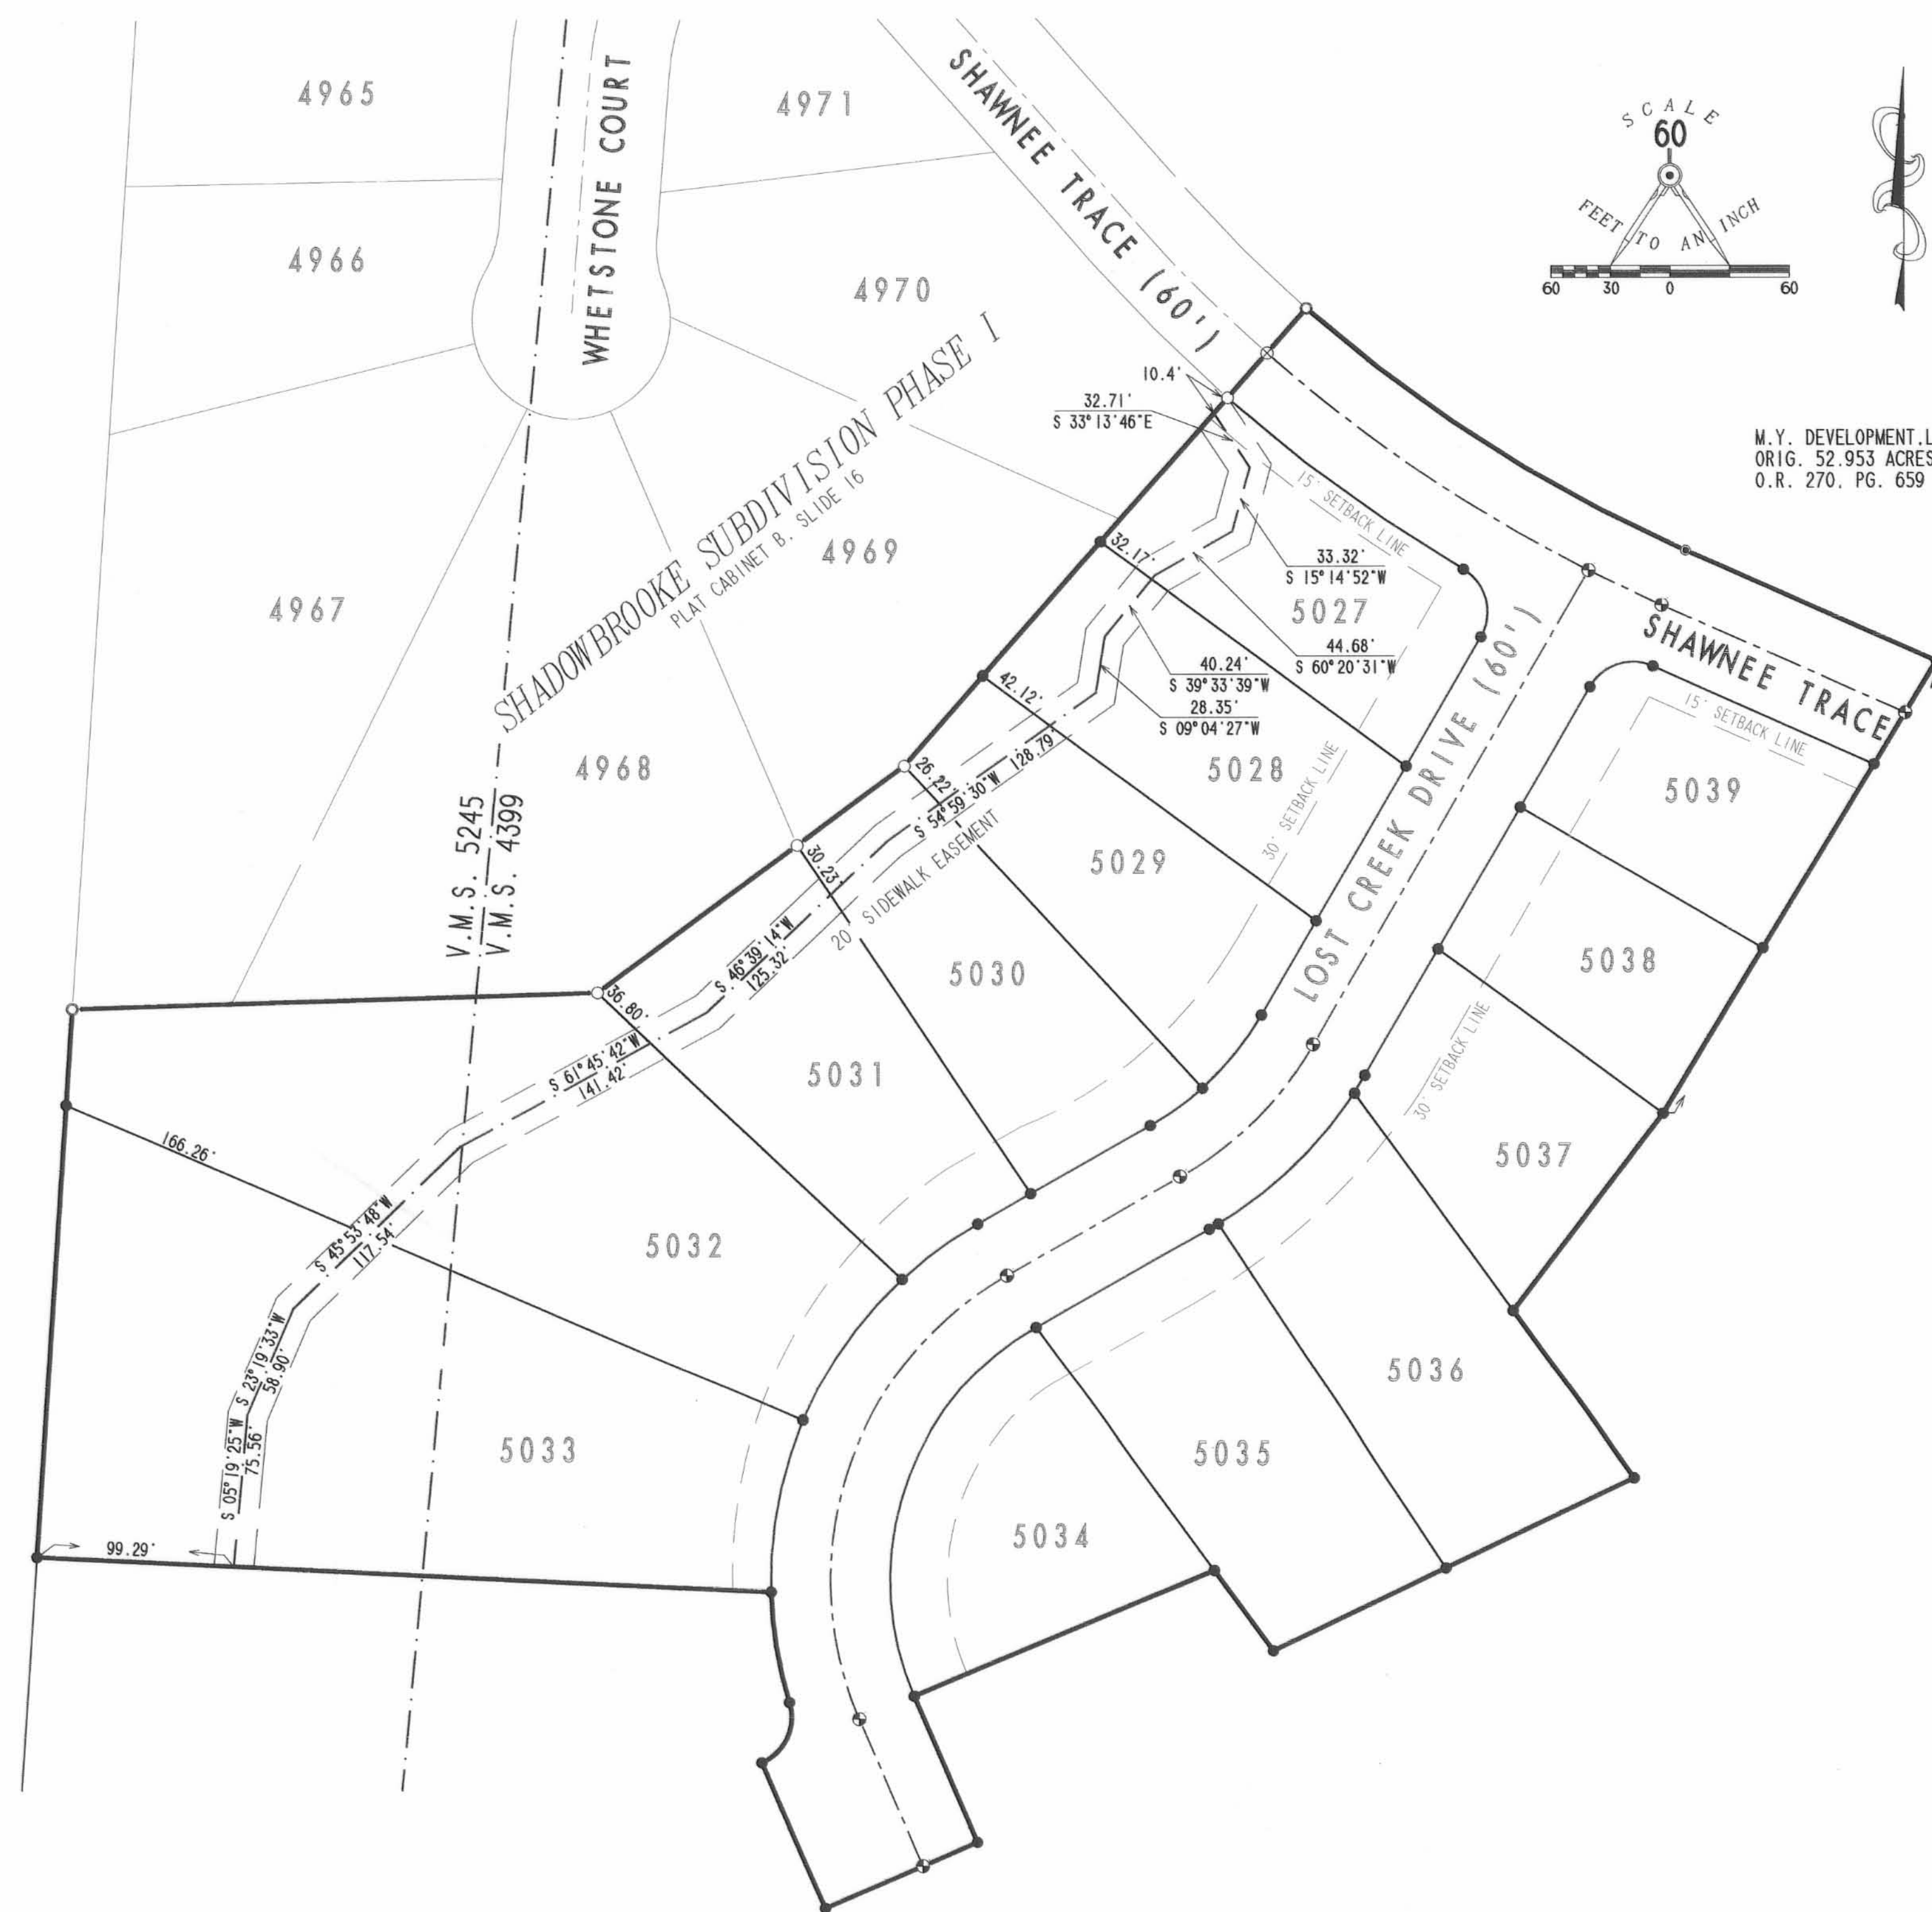 4965
WHETSTONE COURT
4971
SHAWNEE TRACE (60')
SCALE
60
FEET TO AN INCH
60 30 0 60
4966
4970
SHADOWBROOKE SUBDIVISION PHASE I
PLAT CABINET B, SLIDE 16
10.4'
32.71'
S 33°13'46"E
M.Y. DEVELOPMENT,L
ORIG. 52.953 ACRES
O.R. 270, PG. 659
15' SETBACK LINE
4969
32.17'
33.32'
S 15°14'52"W
5027
44.68'
S 60°20'31"W
4967
40.24'
S 39°33'39"W
28.35'
S 09°04'27"W
SHAWNEE TRACE
15' SETBACK LINE
42.12'
4968
5028
5039
26.22'
S 54°59'30"W 128.79'
30' SETBACK LINE
LOST CREEK DRIVE (60')
V.M.S. 5245
V.M.S. 4399
5029
30.23'
20' SIDEWALK EASEMENT
5038
S 46°39'14"W
125.32'
5030
36.80'
S 61°45'42"W
141.42'
5031
30' SETBACK LINE
166.26'
5037
S 45°53'48"W
117.54'
5032
S 23°19'33"W
58.90'
5036
S 05°19'25"W
75.56'
5033
5035
99.29'
5034